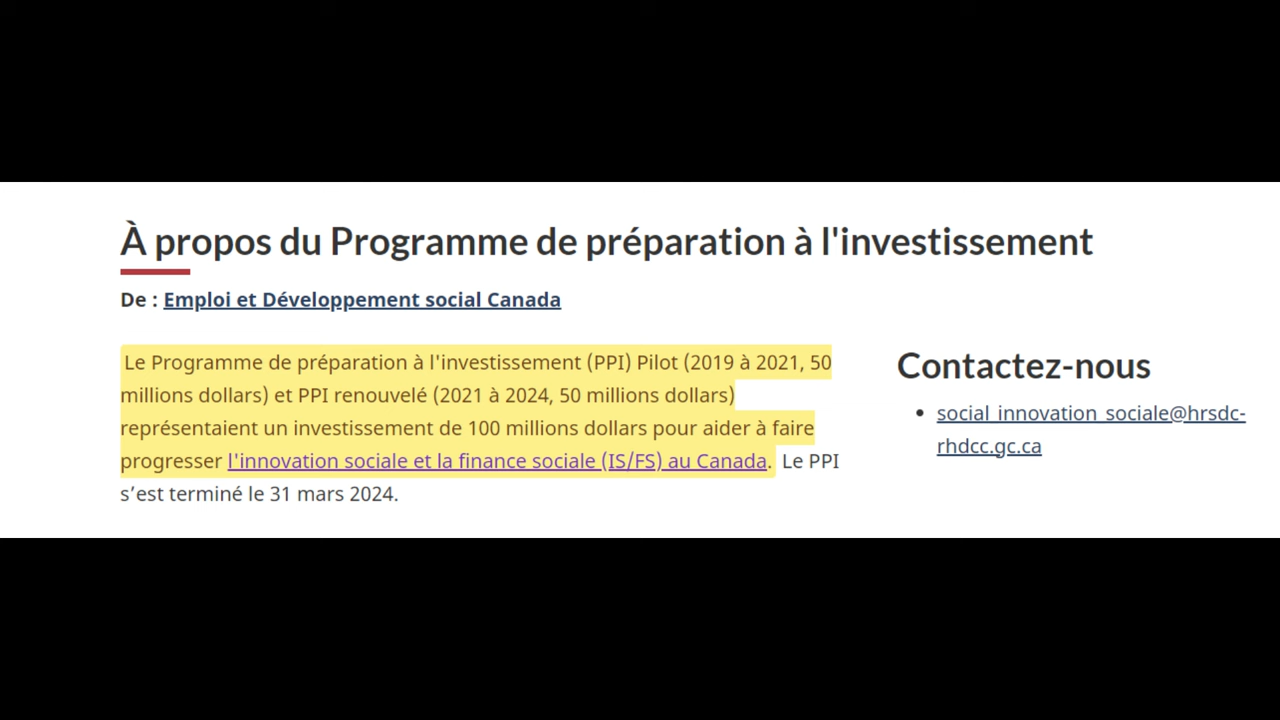 À propos du Programme de préparation à l'investissement
De : Emploi et Développement social Canada
Le Programme de préparation à l'investissement (PPI) Pilot (2019 à 2021, 50
millions dollars) et PPI renouvelé (2021 à 2024, 50 millions dollars)
représentaient un investissement de 100 millions dollars pour aider à faire
progresser l'innovation sociale et la finance sociale (IS/FS) au Canada. Le PPI
s’est terminé le 31 mars 2024.
Contactez-nous
• social_innovation_sociale@hrsdc-
rhdcc.gc.ca